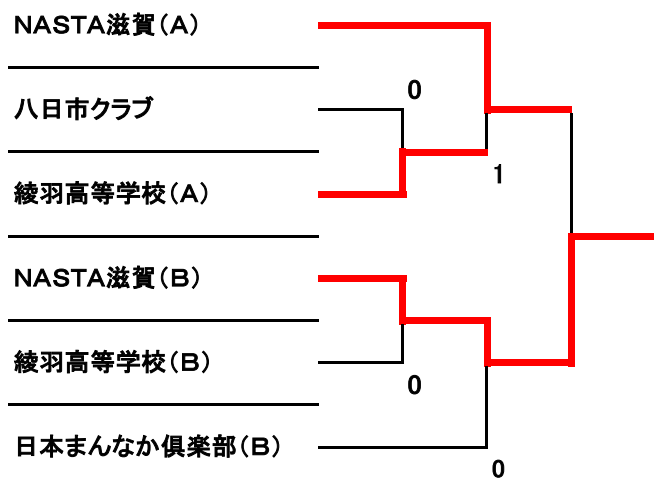 NASTA滋賀（A）
0
八日市クラブ
1
綾羽高等学校（A）
NASTA滋賀（B）
綾羽高等学校（B）
0
日本まんなか倶楽部（B）
0